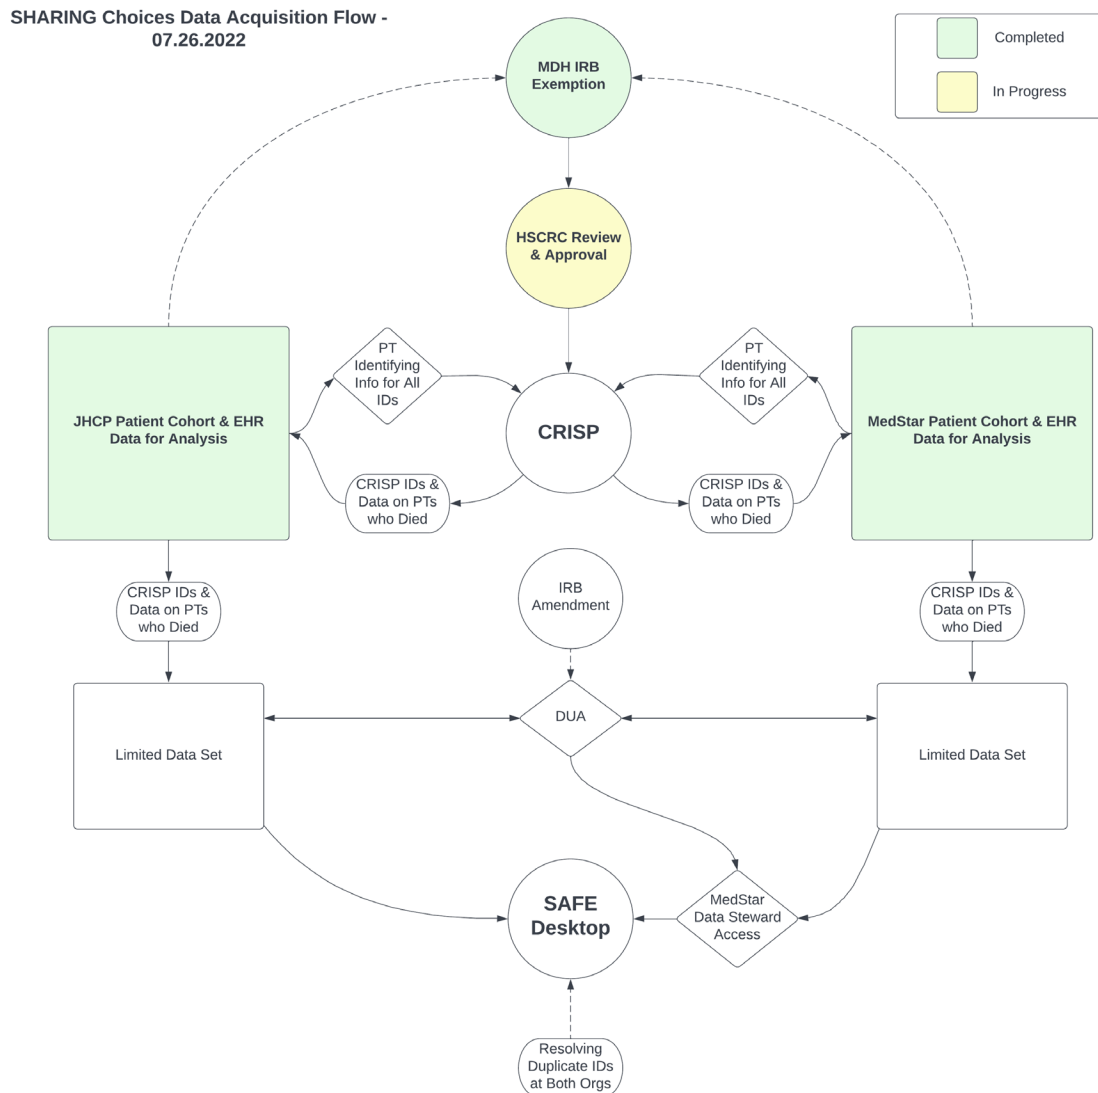 SHARING Choices Data Acquisition Flow -
07.26.2022
Completed
In Progress
MDH IRB
Exemption
HSCRC Review
& Approval
PT
Identifying
Info for All
IDs
PT
Identifying
Info for All
IDs
JHCP Patient Cohort & EHR
Data for Analysis
CRISP
MedStar Patient Cohort & EHR
Data for Analysis
CRISP IDs &
Data on PTs
who Died
CRISP IDs &
Data on PTs
who Died
CRISP IDs &
Data on PTs
who Died
IRB
Amendment
CRISP IDs &
Data on PTs
who Died
Limited Data Set
DUA
Limited Data Set
SAFE
Desktop
MedStar
Data Steward
Access
Resolving
Duplicate IDs
at Both Orgs